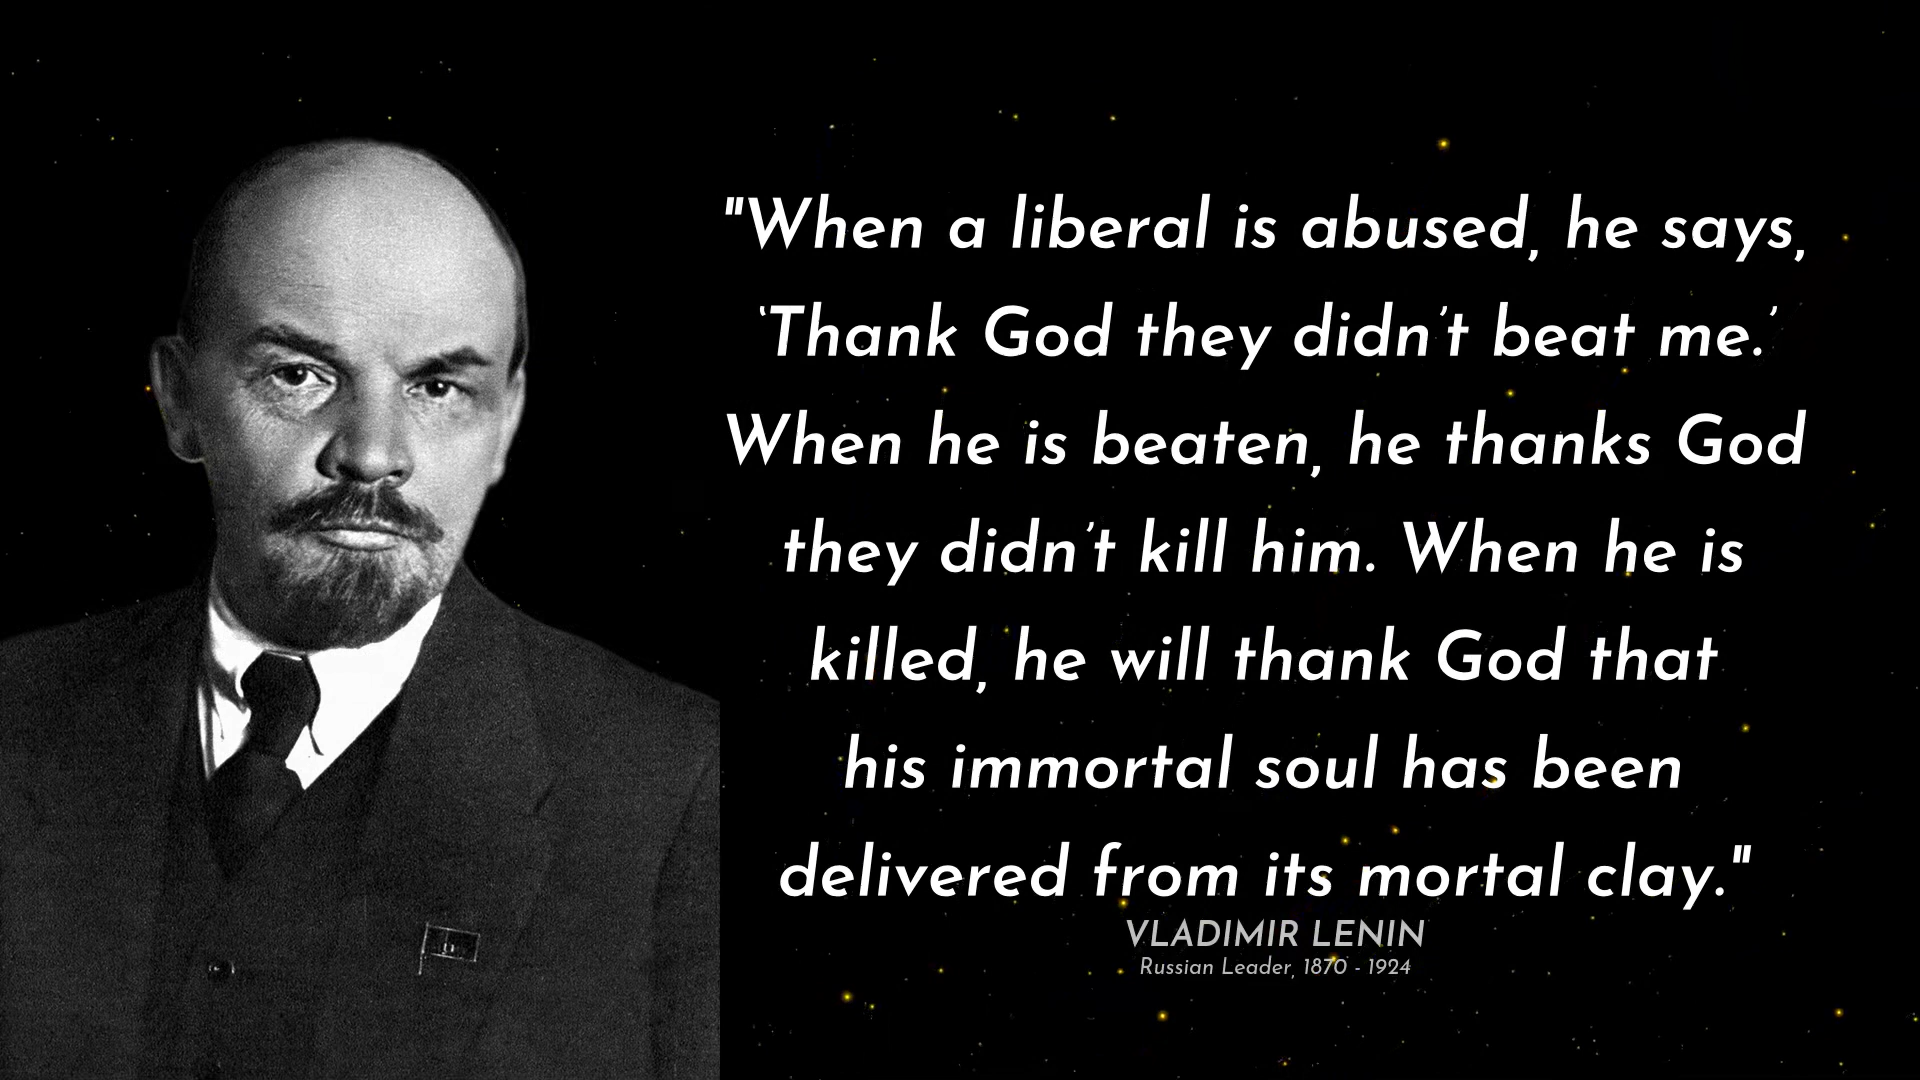 "When a liberal is abused, he says,
‘Thank God they didn’t beat me.’
When he is beaten, he thanks God
they didn’t kill him. When he is
killed, he will thank God that
his immortal soul has been
delivered from its mortal clay."
VLADIMIR LENIN
Russian Leader, 1870 - 1924